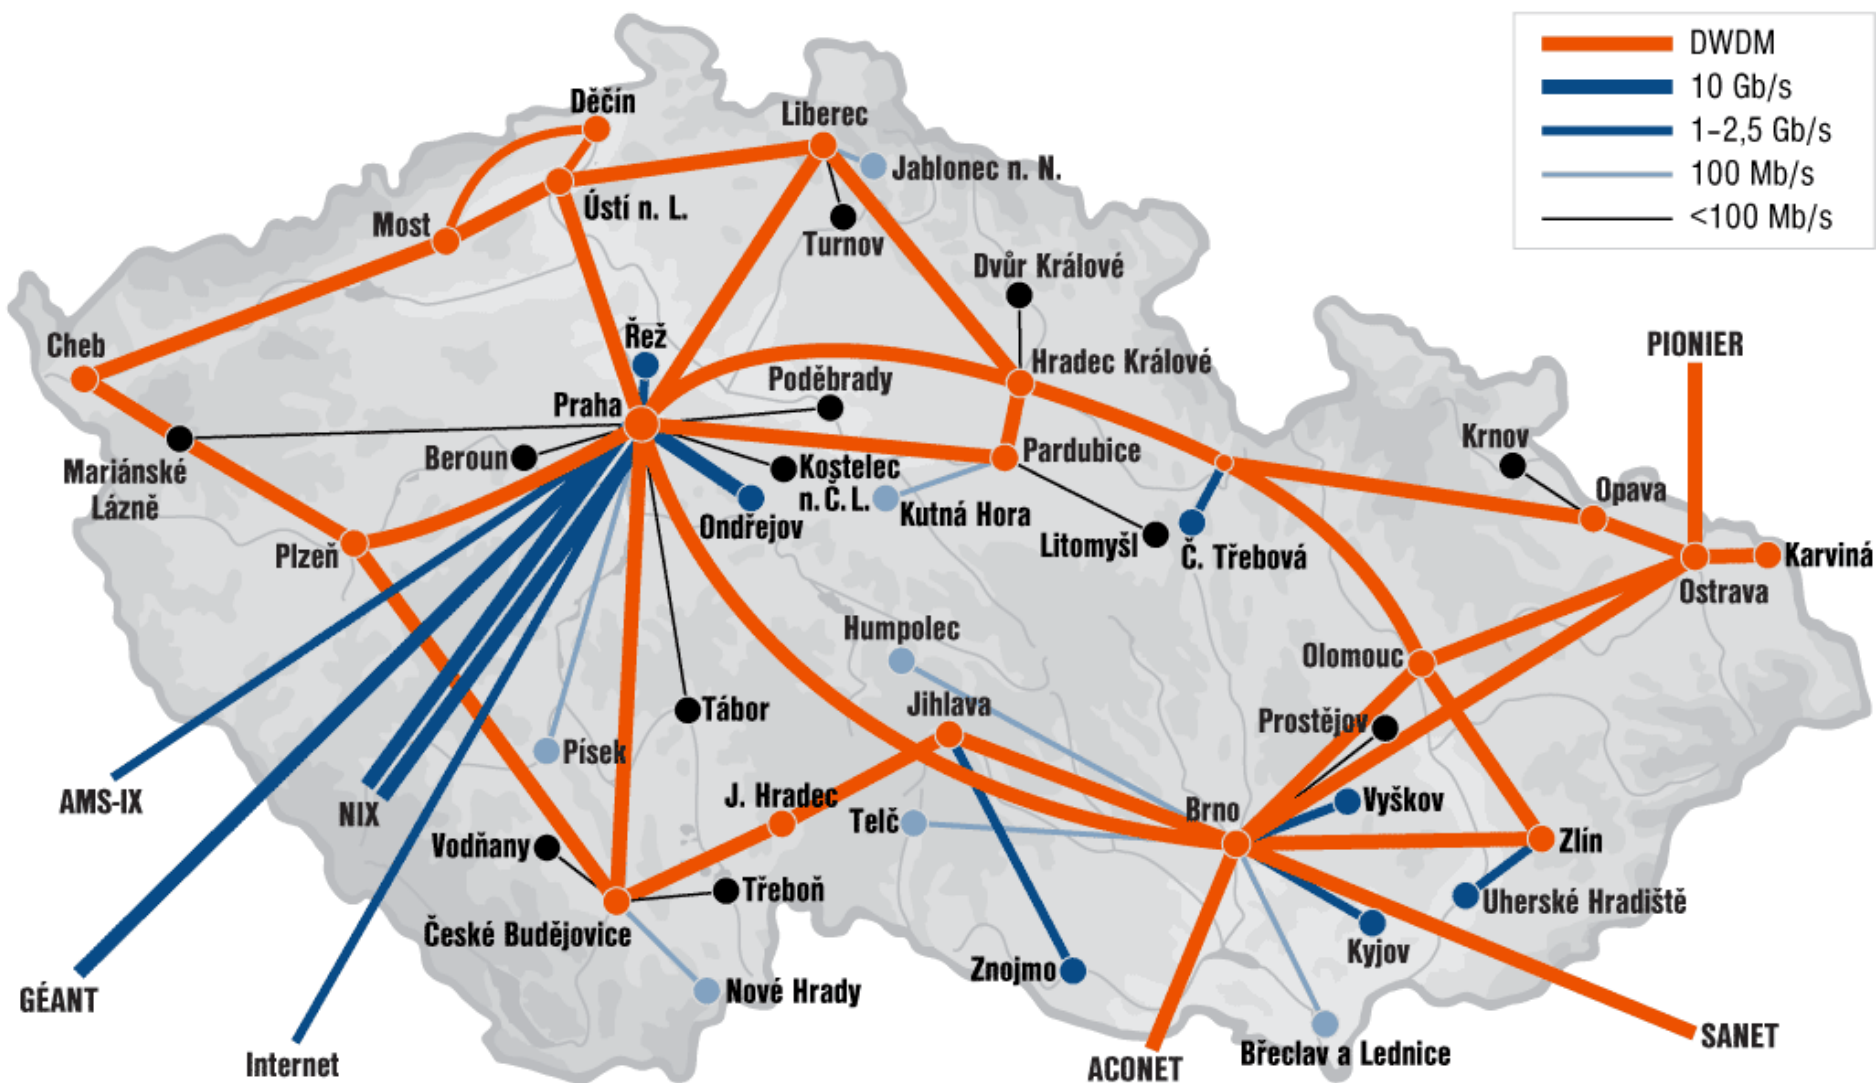 DWDM
10 Gb/s
1–2,5 Gb/s
100 Mb/s
<100 Mb/s
Děčín
Liberec
Jablonec n. N.
Ústí n. L.
Most
Turnov
Dvůr Králové
Cheb
Řež
Hradec Králové
PIONIER
Poděbrady
Praha
Krnov
Pardubice
Beroun
Mariánské
Lázně
Kostelec
n. Č. L.
Opava
Kutná Hora
Ondřejov
Litomyšl
Č. Třebová
Plzeň
Karviná
Ostrava
Humpolec
Olomouc
Jihlava
Tábor
Prostějov
Písek
AMS-IX
NIX
J. Hradec
Telč
Brno
Vyškov
Zlín
Vodňany
Třeboň
Uherské Hradiště
České Budějovice
Kyjov
Znojmo
Nové Hrady
GÉANT
SANET
Internet
Břeclav a Lednice
ACONET